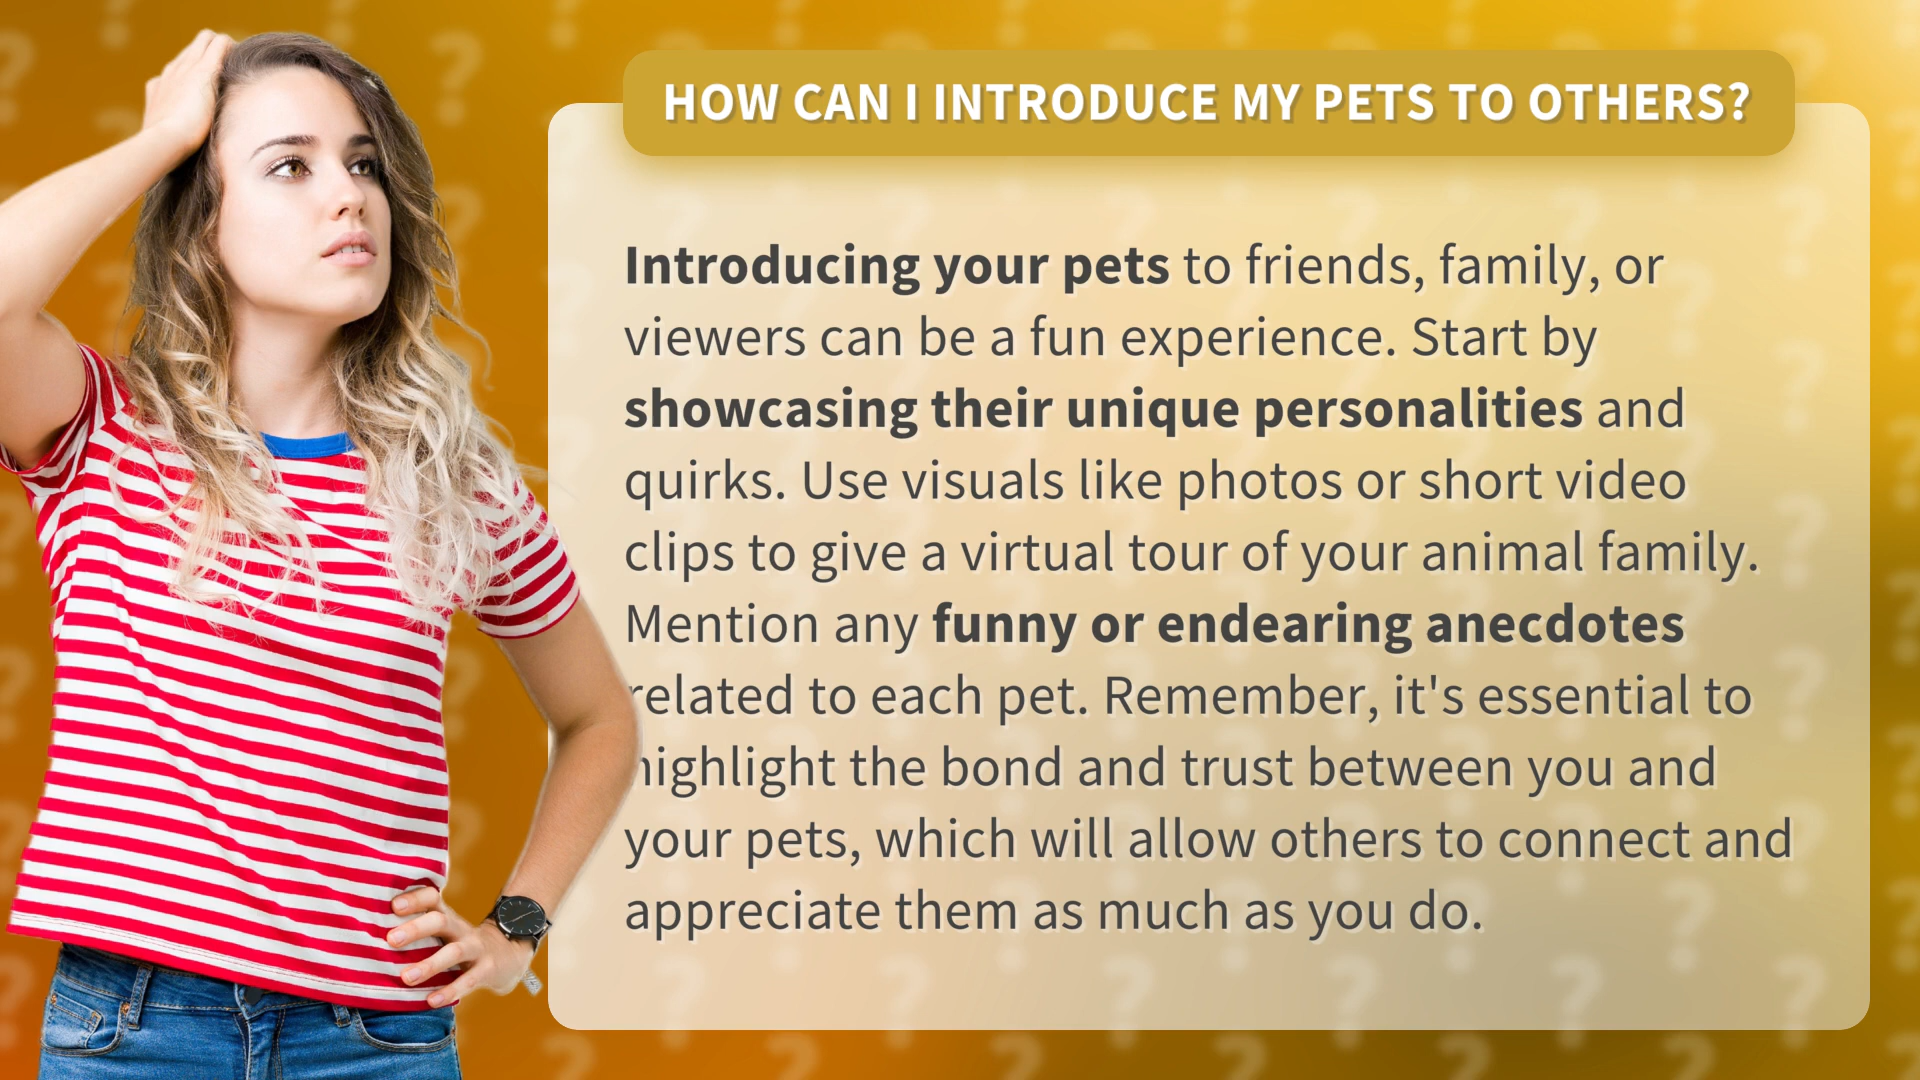 HOW CAN I INTRODUCE MY PETS TO OTHERS?
Introducing your pets to friends, family, or
viewers can be a fun experience. Start by
showcasing their unique personalities and
quirks. Use visuals like photos or short video
clips to give a virtual tour of your animal family.
Mention any funny or endearing anecdotes
related to each pet. Remember, it's essential to
highlight the bond and trust between you and
your pets, which will allow others to connect and
appreciate them as much as you do.